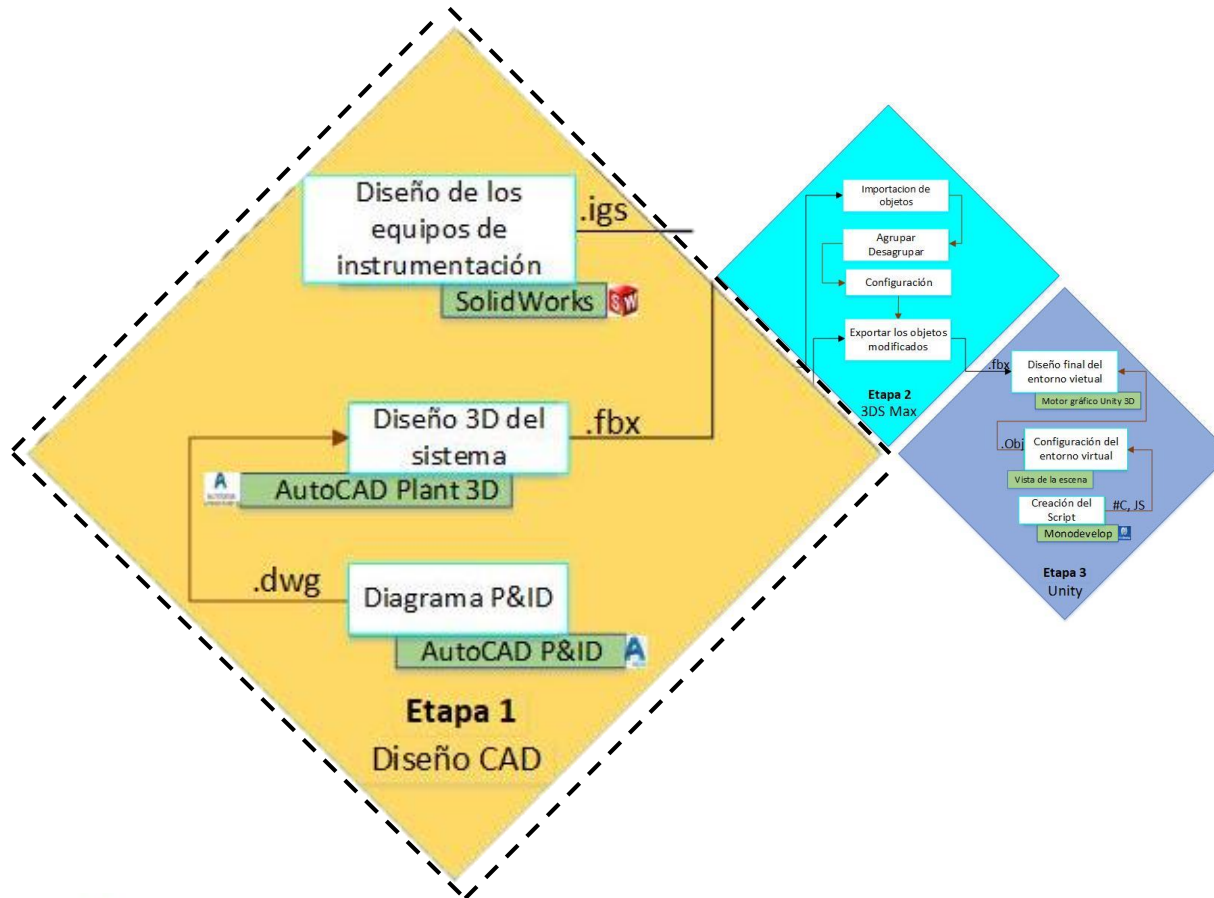 Diseño de los
equipos de
instrumentación
.igs
SolidWorks
SW
Diseño 3D del
sistema
.fbx
AutoCAD Plant 3D
.dwg
Diagrama P&ID
AutoCAD P&ID
Etapa 1
Diseño CAD
Importacion de
objetos
Agrupar
Desagrupar
Configuración
Exportar los objetos
modificados
Etapa 2
3DS Max
.fbx
Diseño final del
entorno vietual
Motor gráfico Unity 3D
.Obj
Configuración del
entorno virtual
Vista de la escena
Creación del
Script
#C, JS
Monodevelop
Etapa 3
Unity